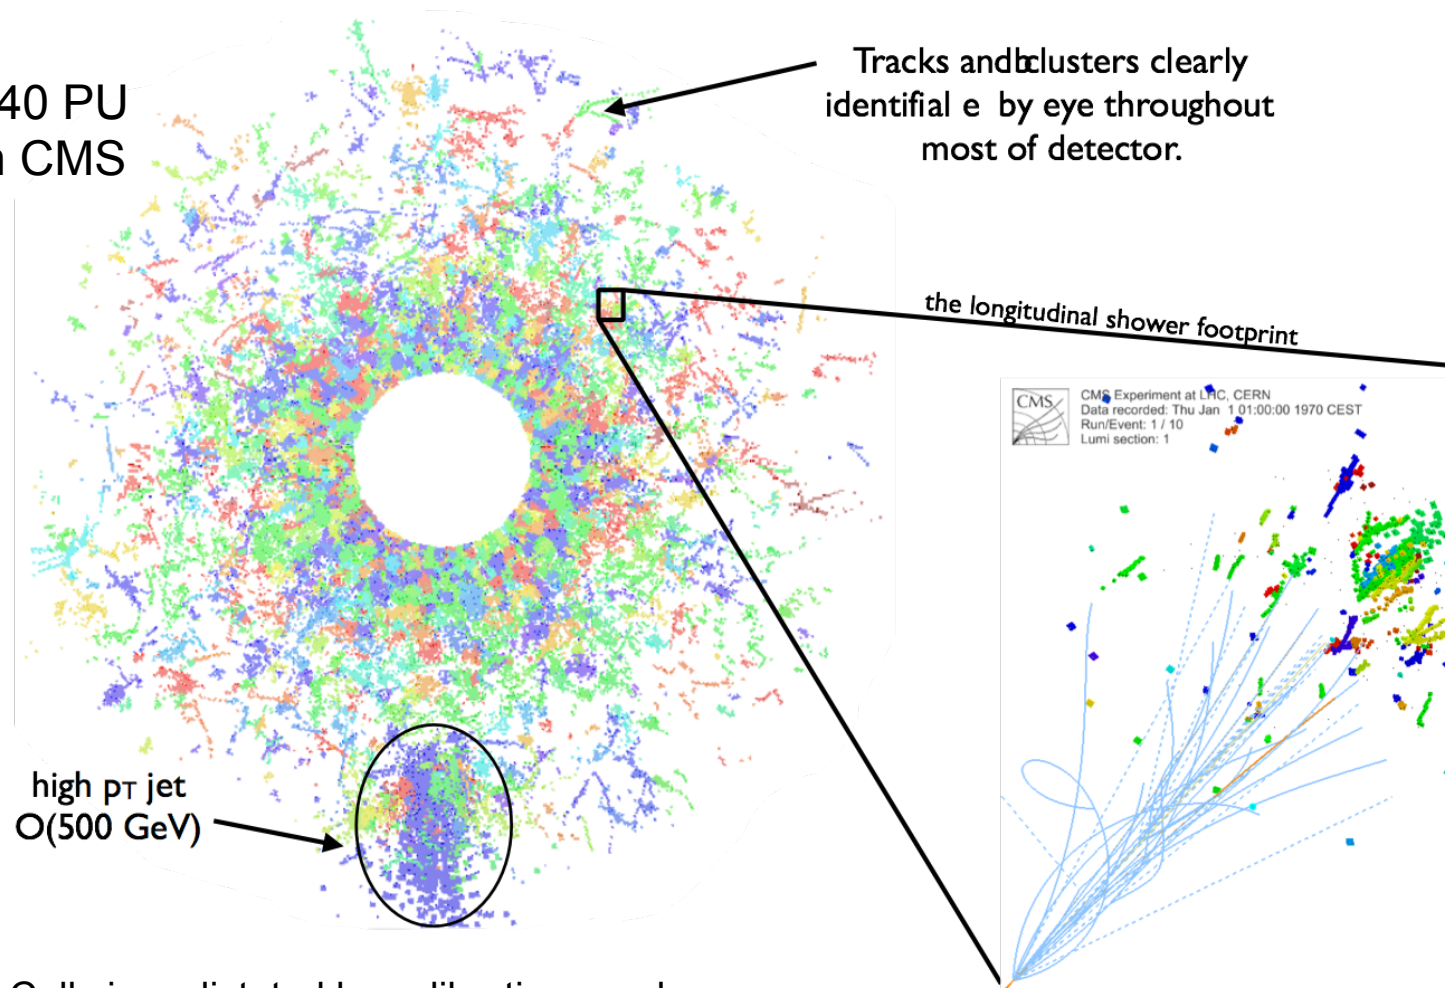 40 PU
CMS
Tracks and clusters clearly
identifial e by eye throughout
most of detector.
the longitudinal shower footprint
CMS
CMS Experiment at LHC, CERN
Data recorded: Thu Jan 1 01:00:00 1970 CEST
Run/Event: 1 / 10
Lumi section: 1
high pT jet
O(500 GeV)